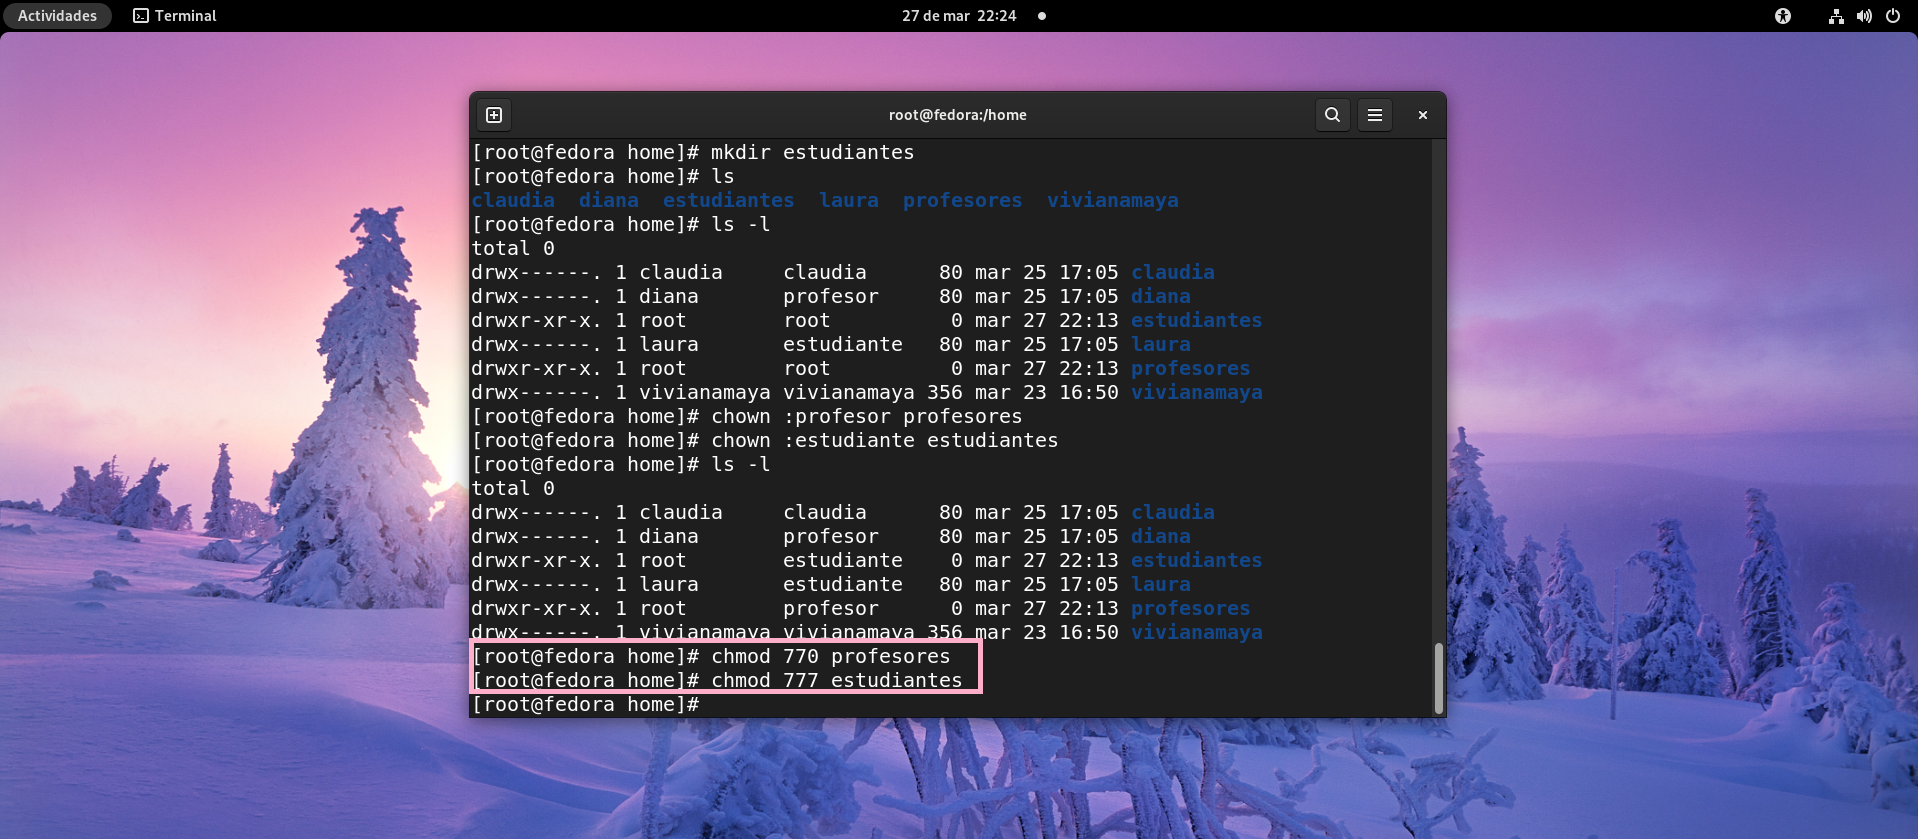 Actividades
Terminal
27 de mar 22:24
root@fedora:/home
[root@fedora home]# mkdir estudiantes
[root@fedora home]# ls
claudia  diana  estudiantes  laura  profesores  vivianamaya
[root@fedora home]# ls -l
total 0
drwx------. 1 claudia     claudia      80 mar 25 17:05 claudia
drwx------. 1 diana       profesor     80 mar 25 17:05 diana
drwxr-xr-x. 1 root        root          0 mar 27 22:13 estudiantes
drwx------. 1 laura       estudiante   80 mar 25 17:05 laura
drwxr-xr-x. 1 root        root          0 mar 27 22:13 profesores
drwx------. 1 vivianamaya vivianamaya 356 mar 23 16:50 vivianamaya
[root@fedora home]# chown :profesor profesores
[root@fedora home]# chown :estudiante estudiantes
[root@fedora home]# ls -l
total 0
drwx------. 1 claudia     claudia      80 mar 25 17:05 claudia
drwx------. 1 diana       profesor     80 mar 25 17:05 diana
drwxr-xr-x. 1 root        estudiante    0 mar 27 22:13 estudiantes
drwx------. 1 laura       estudiante   80 mar 25 17:05 laura
drwxr-xr-x. 1 root        profesor      0 mar 27 22:13 profesores
drwx------. 1 vivianamaya vivianamaya 356 mar 23 16:50 vivianamaya
[root@fedora home]# chmod 770 profesores
[root@fedora home]# chmod 777 estudiantes
[root@fedora home]#